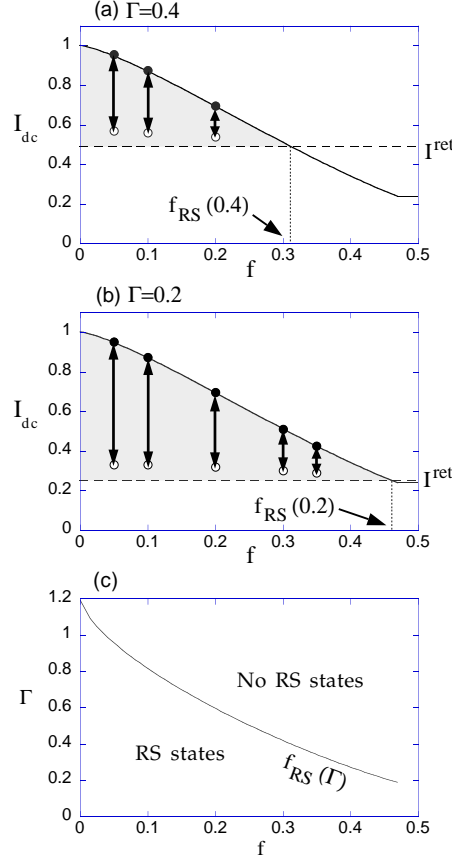 (a) Γ=0.4
1
0.8
0.6
0.4
0.2
0
I_dc
I^ret
f_RS (0.4)
0 0.1 0.2 0.3 0.4 0.5
f
(b) Γ=0.2
1
0.8
0.6
0.4
0.2
0
I_dc
I^ret
f_RS (0.2)
0 0.1 0.2 0.3 0.4 0.5
f
(c)
1.2
1
0.8
0.6
0.4
0.2
0
Γ
No RS states
RS states
f_RS (Γ)
0 0.1 0.2 0.3 0.4 0.5
f